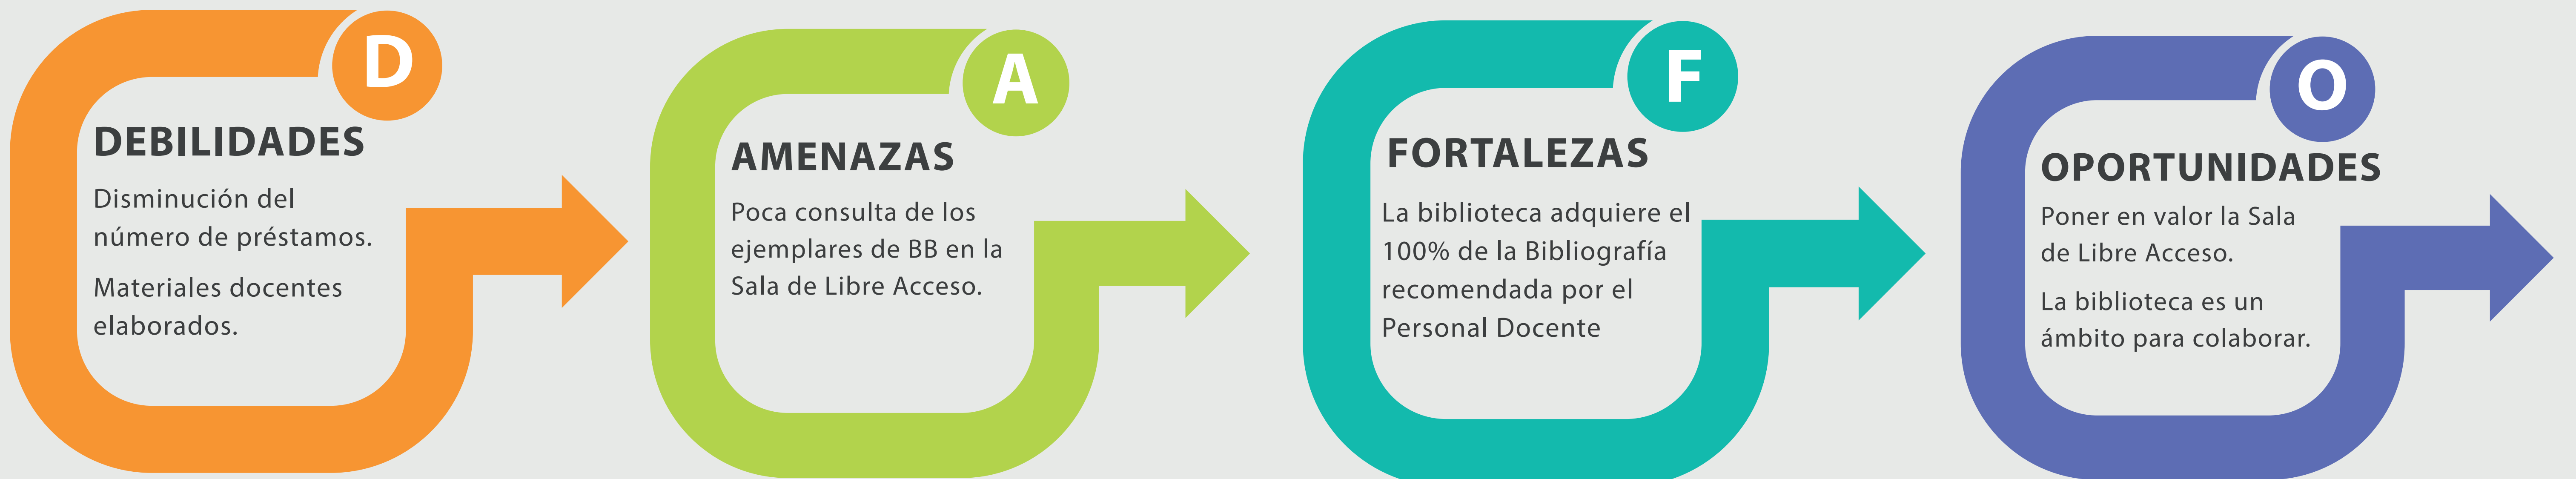 D
DEBILIDADES
Disminución del
número de préstamos.
Materiales docentes
elaborados.
A
AMENAZAS
Poca consulta de los
ejemplares de BB en la
Sala de Libre Acceso.
F
FORTALEZAS
La biblioteca adquiere el
100% de la Bibliografía
recomendada por el
Personal Docente
O
OPORTUNIDADES
Poner en valor la Sala
de Libre Acceso.
La biblioteca es un
ámbito para colaborar.